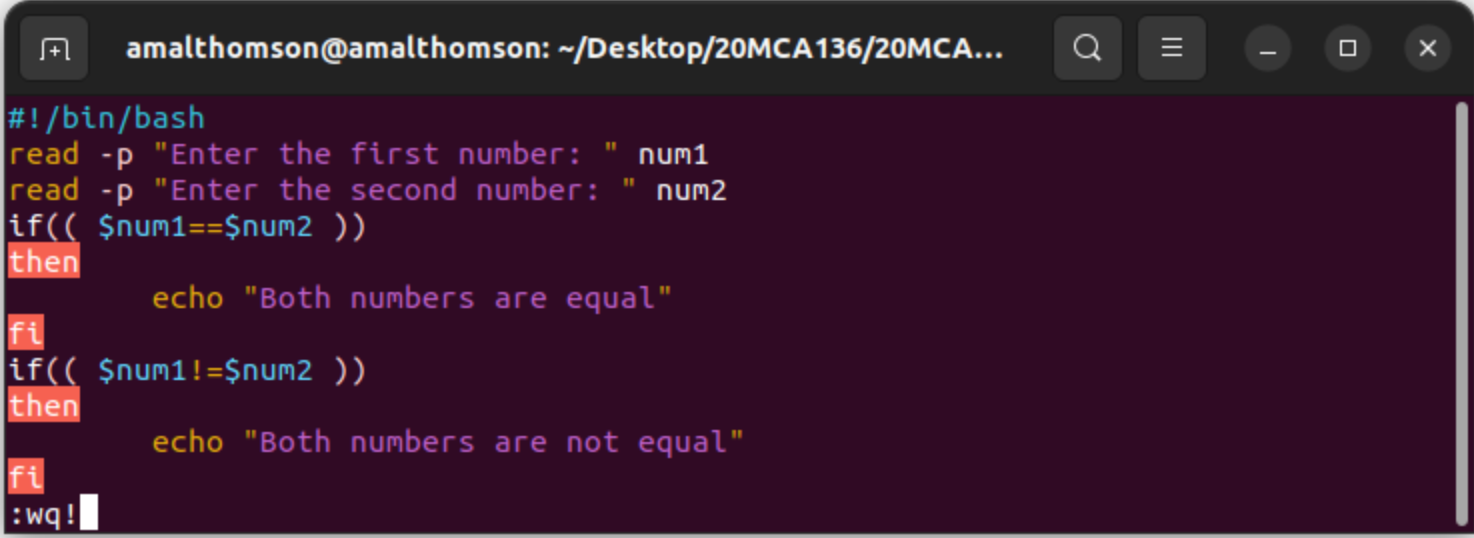 amalthomson@amalthomson: ~/Desktop/20MCA136/20MCA...
#!/bin/bash
read -p "Enter the first number: " num1
read -p "Enter the second number: " num2
if(( $num1==$num2 ))
then
        echo "Both numbers are equal"
fi
if(( $num1!=$num2 ))
then
        echo "Both numbers are not equal"
fi
:wq!